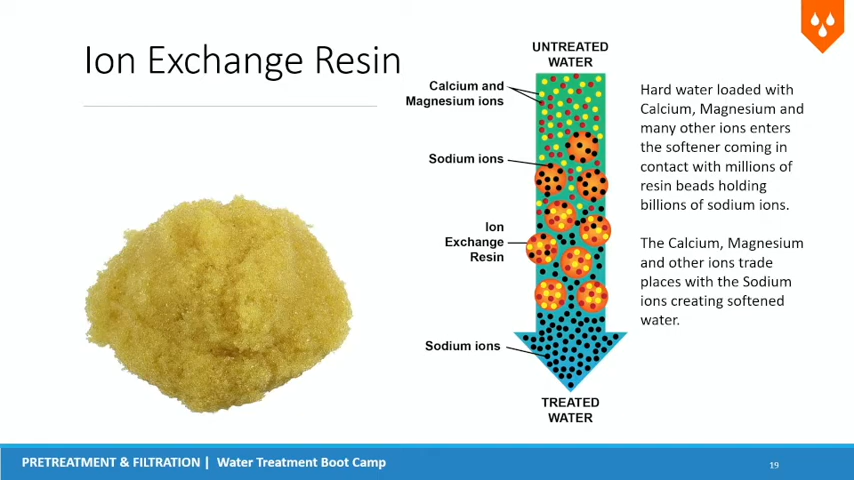 Ion Exchange Resin
UNTREATED
WATER
Calcium and
Magnesium ions
Sodium ions
Ion
Exchange
Resin
Sodium ions
TREATED
WATER
Hard water loaded with
Calcium, Magnesium and
many other ions enters
the softener coming in
contact with millions of
resin beads holding
billions of sodium ions.
The Calcium, Magnesium
and other ions trade
places with the Sodium
ions creating softened
water.
PRETREATMENT & FILTRATION | Water Treatment Boot Camp
19